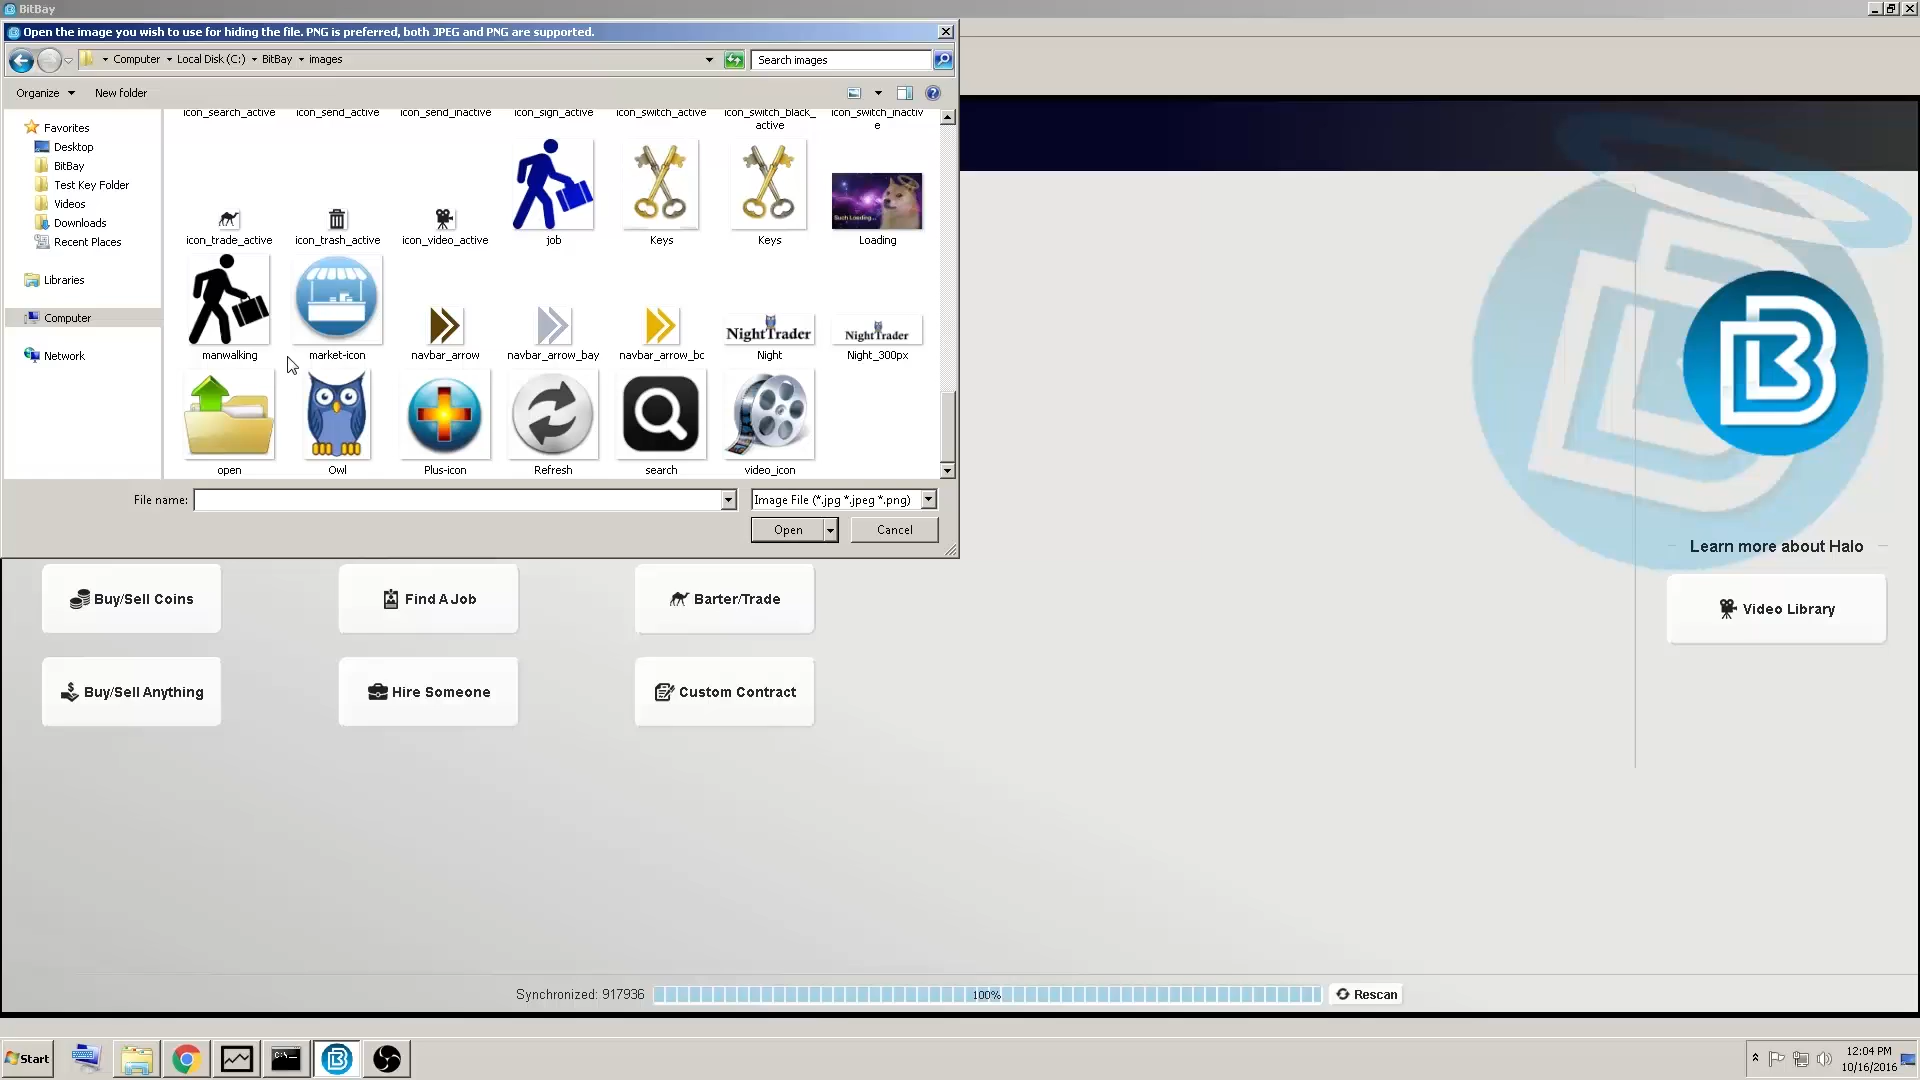 BitBay
Open the image you wish to use for hiding the file. PNG is preferred, both JPEG and PNG are supported.
Computer Local Disk (C:) BitBay images
Search images
Organize New folder
Favorites
Desktop
BitBay
Test Key Folder
Videos
Downloads
Recent Places
Libraries
Computer
Network
icon_search_active icon_send_active icon_send_inactive icon_sign_active icon_switch_active icon_switch_black_ icon_switch_inactiv
active e
Such Loading...
icon_trade_active icon_trash_active icon_video_active job Keys Keys Loading
NightTrader NightTrader
manwalking market-icon navbar_arrow navbar_arrow_bay navbar_arrow_bc Night Night_300px
open Owl Plus-icon Refresh search video_icon
File name: Image File (*.jpg *.jpeg *.png)
Open Cancel
Learn more about Halo
Buy/Sell Coins Find A Job Barter/Trade Video Library
Buy/Sell Anything Hire Someone Custom Contract
Synchronized: 917936 100% Rescan
Start
C:\
12:04 PM
10/16/2016